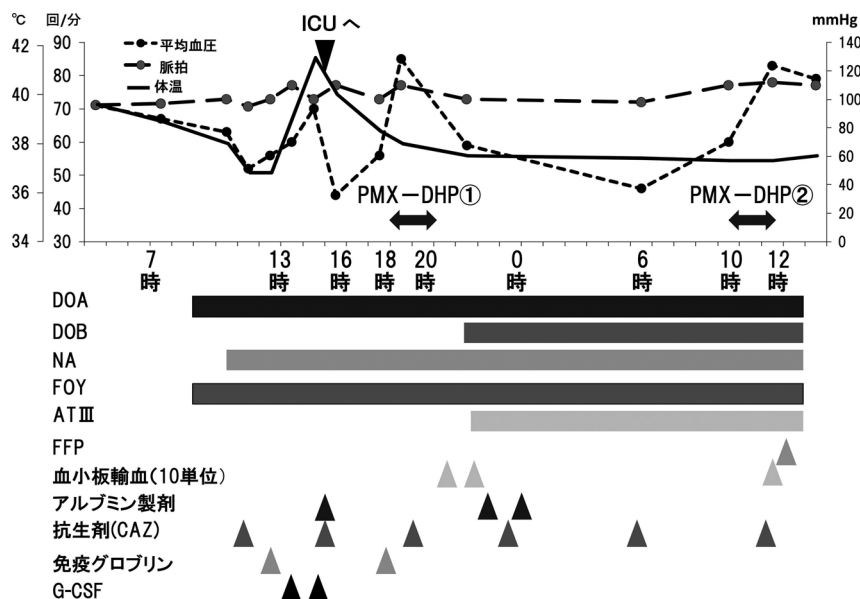 ℃ 回/分
ICU へ
mmHg
平均血圧
脈拍
体温
42
40
38
36
34
90
80
70
60
50
40
30
140
120
100
80
60
40
20
0
PMX－DHP①
PMX－DHP②
7時
13時
16時
18時
20時
0時
6時
10時
12時
DOA
DOB
NA
FOY
ATⅢ
FFP
血小板輸血(10単位)
アルブミン製剤
抗生剤(CAZ)
免疫グロブリン
G-CSF